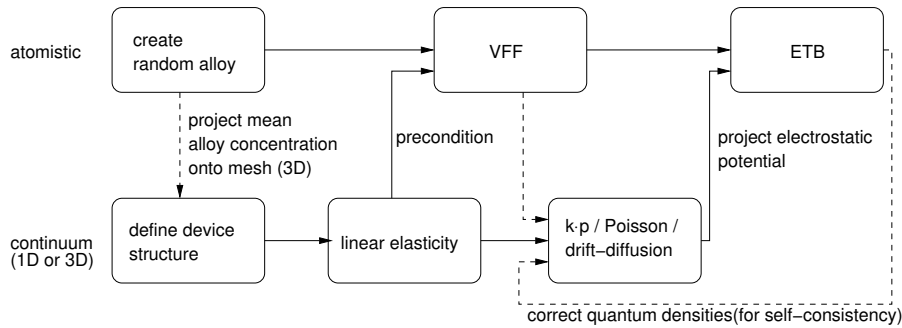 atomistic
create
random alloy
VFF
ETB
project mean
alloy concentration
onto mesh (3D)
precondition
project electrostatic
potential
continuum
(1D or 3D)
define device
structure
linear elasticity
k·p / Poisson /
drift−diffusion
correct quantum densities(for self−consistency)